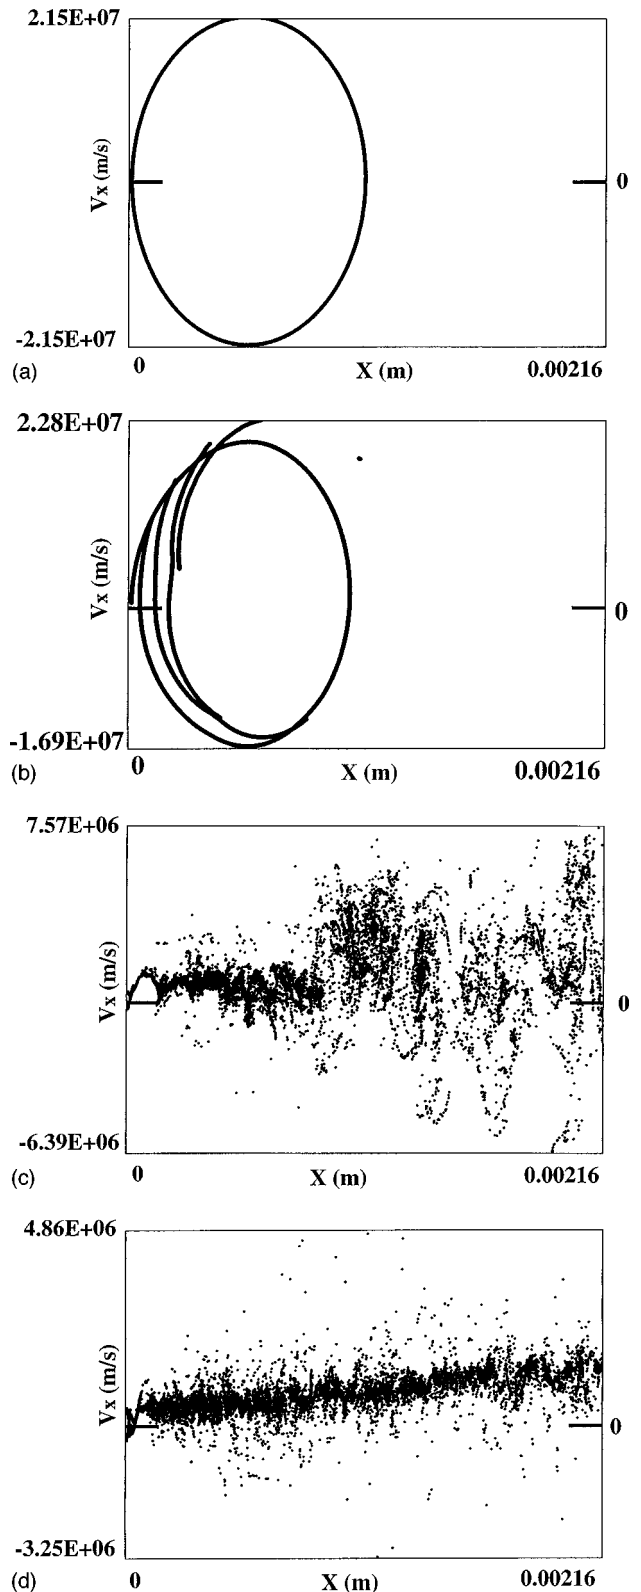 2.15E+07
Vx (m/s)
0
-2.15E+07
(a)
0
X (m)
0.00216
2.28E+07
Vx (m/s)
0
-1.69E+07
(b)
0
X (m)
0.00216
7.57E+06
Vx (m/s)
0
-6.39E+06
(c)
0
X (m)
0.00216
4.86E+06
Vx (m/s)
0
-3.25E+06
(d)
0
X (m)
0.00216